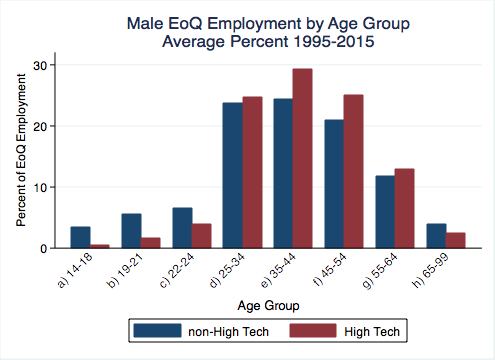 Male EoQ Employment by Age Group
Average Percent 1995-2015
Percent of EoQ Employment
30
20
10
0
a) 14-18
b) 19-21
c) 22-24
d) 25-34
e) 35-44
f) 45-54
g) 55-64
h) 65-99
Age Group
non-High Tech
High Tech